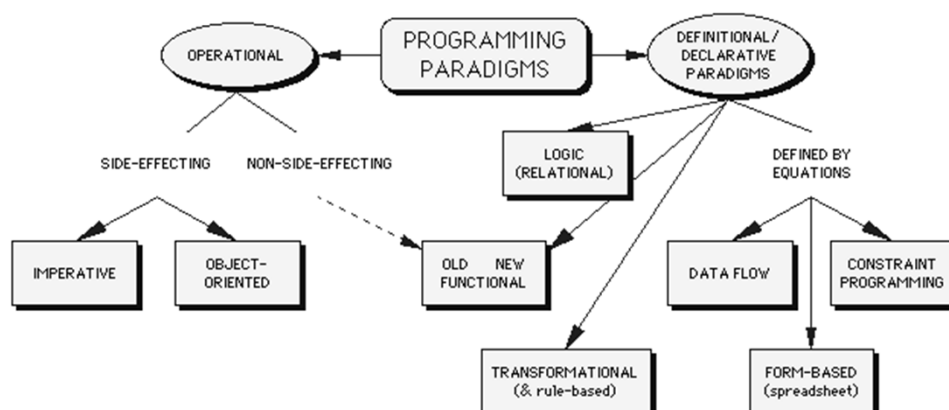 PROGRAMMING
PARADIGMS
OPERATIONAL
DEFINITIONAL/
DECLARATIVE
PARADIGMS
SIDE-EFFECTING
NON-SIDE-EFFECTING
LOGIC
(RELATIONAL)
DEFINED BY
EQUATIONS
IMPERATIVE
OBJECT-
ORIENTED
OLD NEW
FUNCTIONAL
DATA FLOW
CONSTRAINT
PROGRAMMING
TRANSFORMATIONAL
(& rule-based)
FORM-BASED
(spreadsheet)